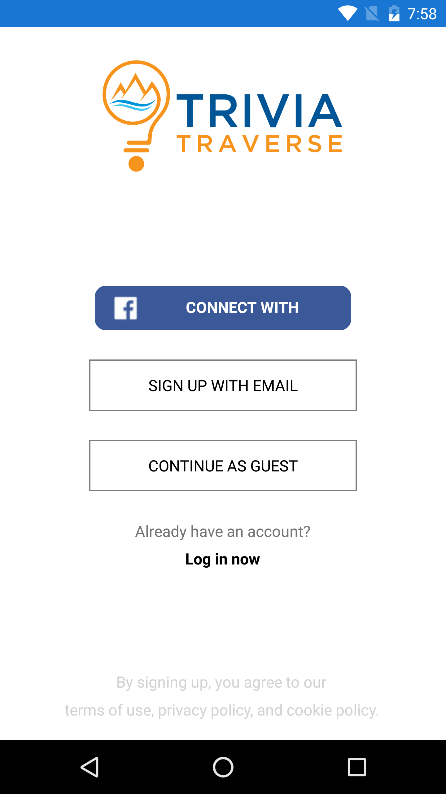 7:58
TRIVIA
TRAVERSE
CONNECT WITH
SIGN UP WITH EMAIL
CONTINUE AS GUEST
Already have an account?
Log in now
By signing up, you agree to our
terms of use, privacy policy, and cookie policy.